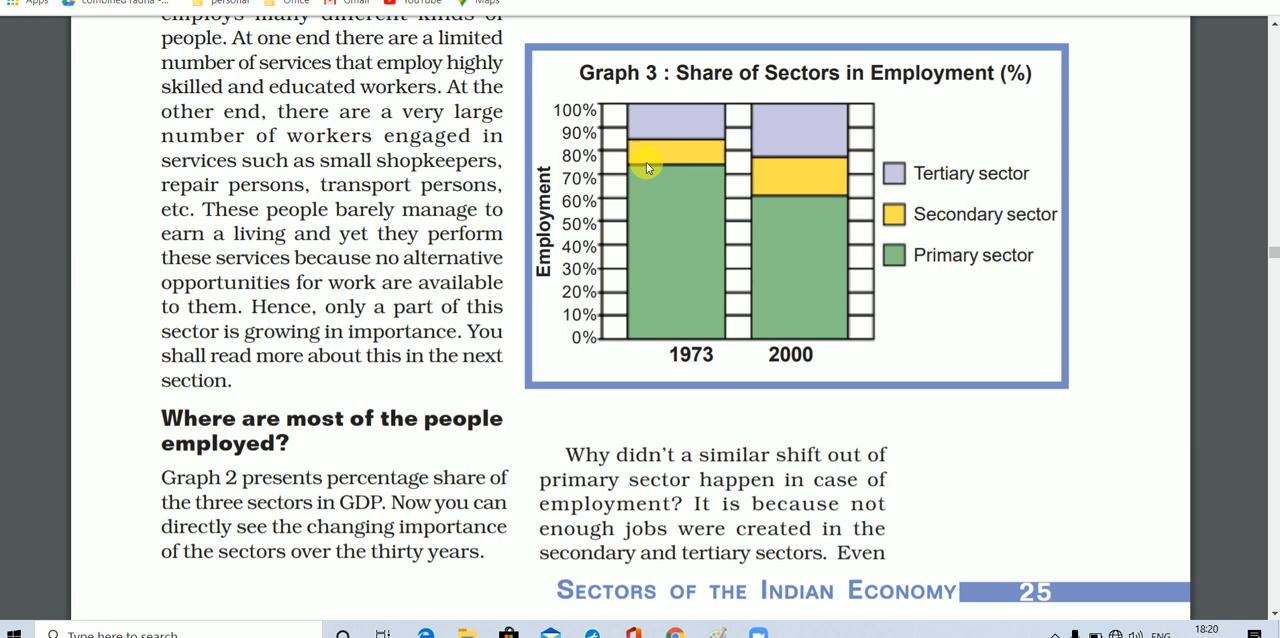 Apps
personal
Office
Gmail
YouTube
Maps
employs many different kinds of
people. At one end there are a limited
number of services that employ highly
skilled and educated workers. At the
other end, there are a very large
number of workers engaged in
services such as small shopkeepers,
repair persons, transport persons,
etc. These people barely manage to
earn a living and yet they perform
these services because no alternative
opportunities for work are available
to them. Hence, only a part of this
sector is growing in importance. You
shall read more about this in the next
section.
Where are most of the people
employed?
Graph 2 presents percentage share of
the three sectors in GDP. Now you can
directly see the changing importance
of the sectors over the thirty years.
Graph 3 : Share of Sectors in Employment (%)
Employment
100%
90%
80%
70%
60%
50%
40%
30%
20%
10%
0%
1973
2000
Tertiary sector
Secondary sector
Primary sector
Why didn't a similar shift out of
primary sector happen in case of
employment? It is because not
enough jobs were created in the
secondary and tertiary sectors. Even
SECTORS OF THE INDIAN ECONOMY 25
Type here to search
ENG
18:20